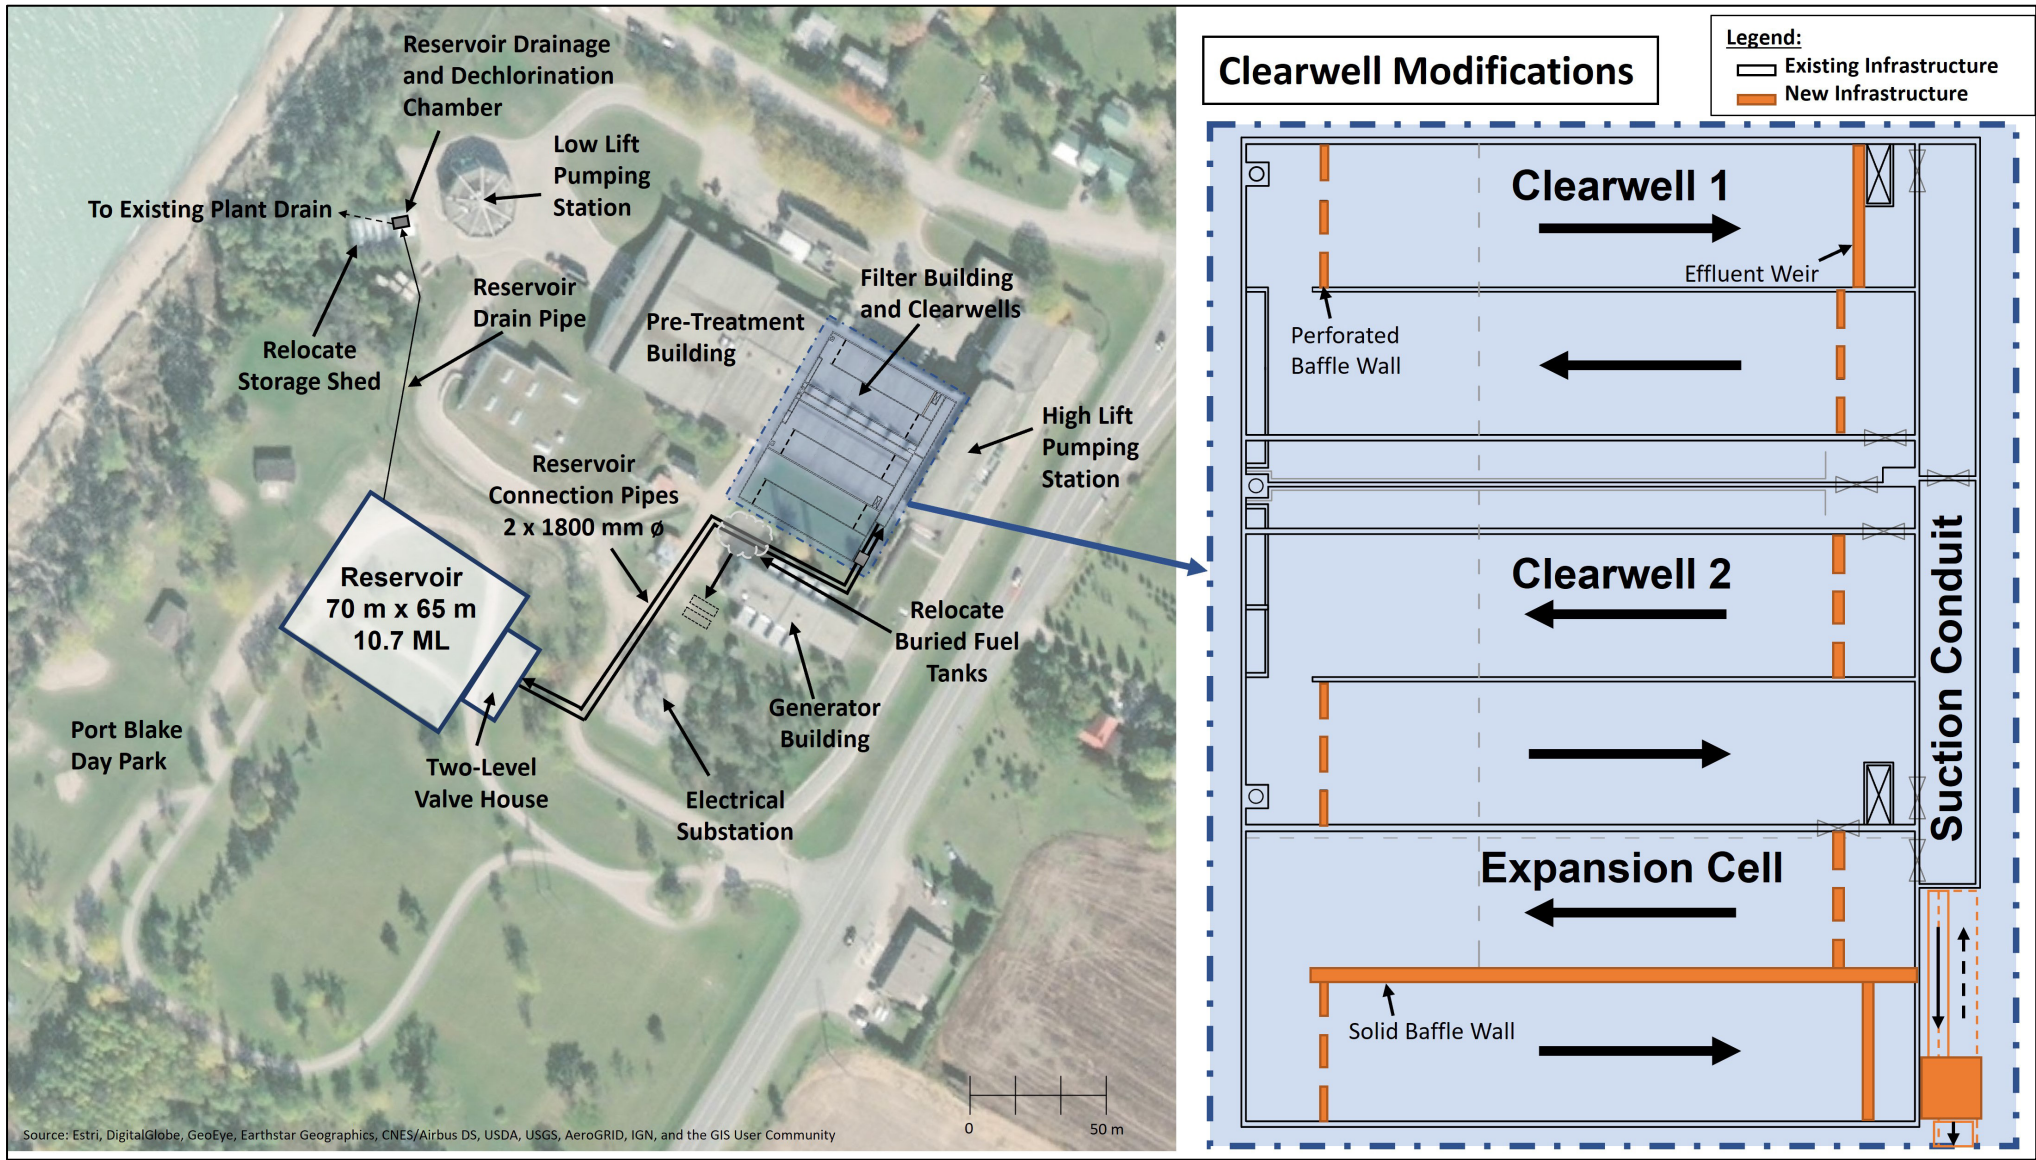 Reservoir Drainage
and Dechlorination
Chamber
Low Lift
Pumping
Station
To Existing Plant Drain
Reservoir
Drain Pipe
Relocate
Storage Shed
Pre-Treatment
Building
Filter Building
and Clearwells
High Lift
Pumping
Station
Reservoir
Connection Pipes
2 x 1800 mm ø
Reservoir
70 m x 65 m
10.7 ML
Relocate
Buried Fuel
Tanks
Generator
Building
Port Blake
Day Park
Two-Level
Valve House
Electrical
Substation
0 50 m
Source: Estri, DigitalGlobe, GeoEye, Earthstar Geographics, CNES/Airbus DS, USDA, USGS, AeroGRID, IGN, and the GIS User Community
Clearwell Modifications
Legend:
Existing Infrastructure
New Infrastructure
Clearwell 1
Effluent Weir
Perforated
Baffle Wall
Clearwell 2
Suction Conduit
Expansion Cell
Solid Baffle Wall